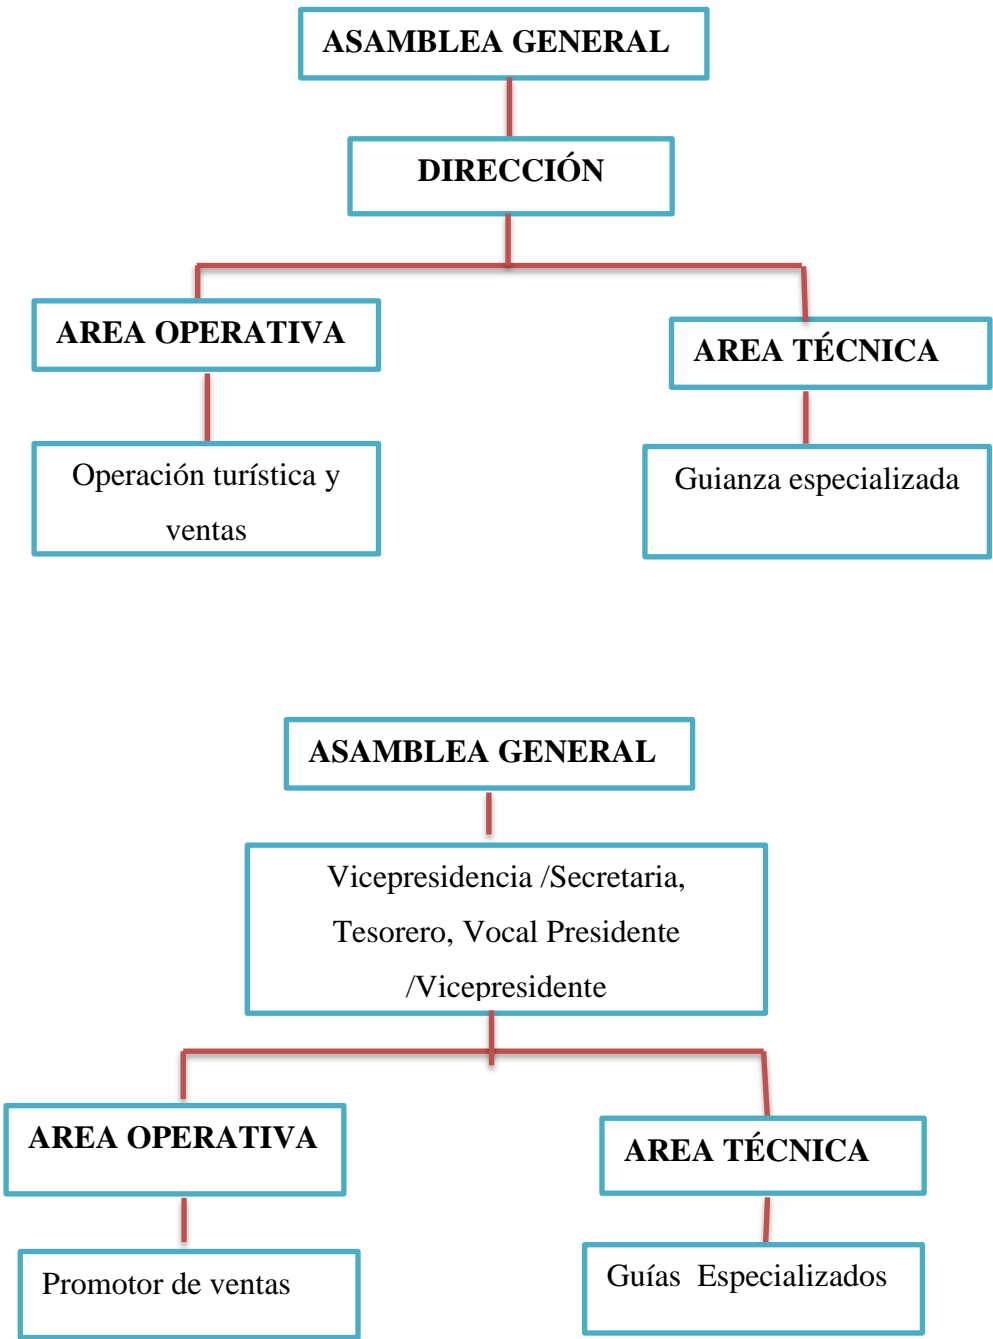 ASAMBLEA GENERAL
DIRECCIÓN
AREA OPERATIVA
AREA TÉCNICA
Operación turística y
ventas
Guianza especializada
ASAMBLEA GENERAL
Vicepresidencia /Secretaria,
Tesorero, Vocal Presidente
/Vicepresidente
AREA OPERATIVA
AREA TÉCNICA
Promotor de ventas
Guías  Especializados